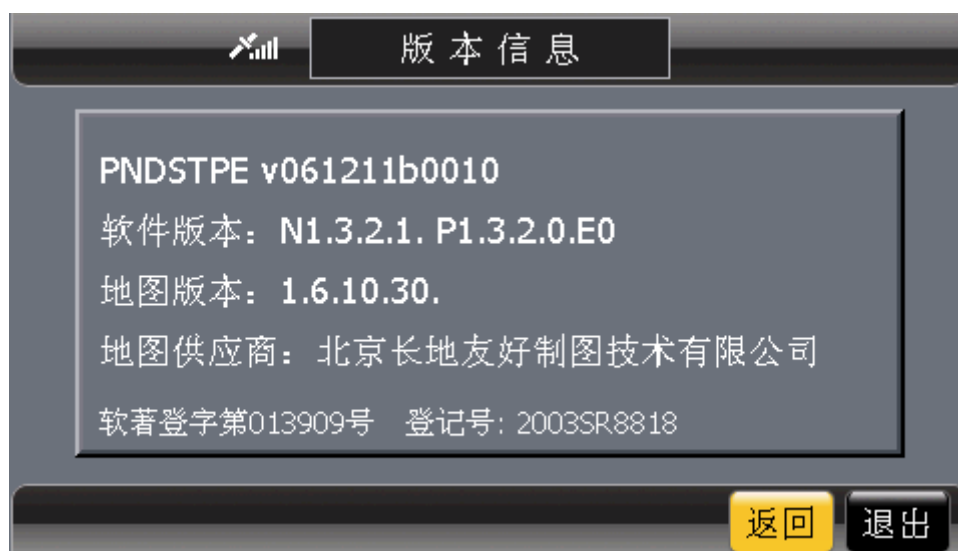 版本信息
PNDSTPE v061211b0010
软件版本：N1.3.2.1. P1.3.2.0.E0
地图版本：1.6.10.30.
地图供应商：北京长地友好制图技术有限公司
软著登字第013909号 登记号: 2003SR8818
返回 退出